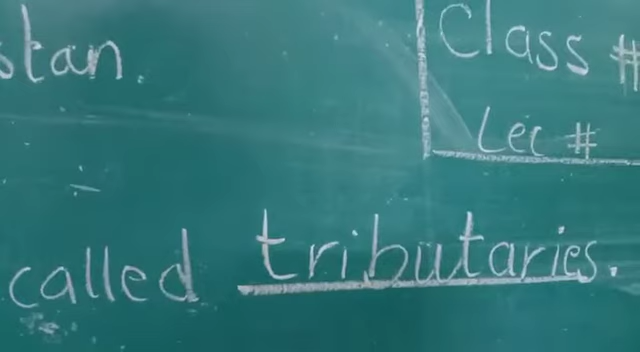 stan.
Class #
Lec #
called tributaries.